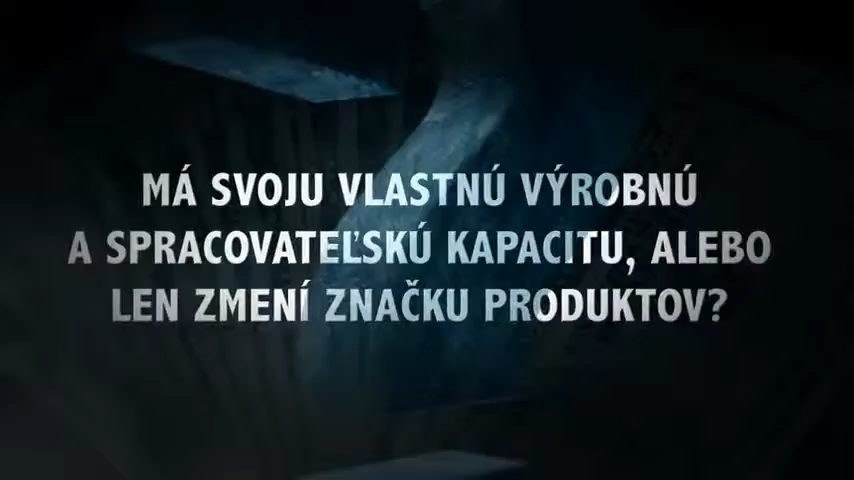 MÁ SVOJU VLASTNÚ VÝROBNÚ
A SPRACOVATEĽSKÚ KAPACITU, ALEBO
LEN ZMENÍ ZNAČKU PRODUKTOV?